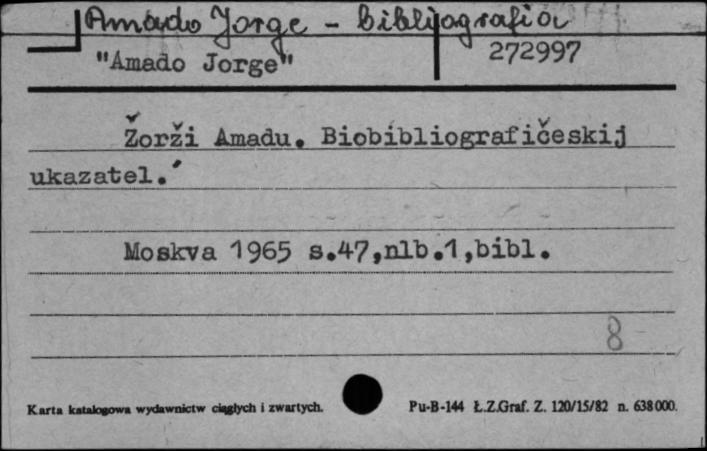 Amado Jorge - bibliografia
"Amado Jorge" 272997
Žorži Amadu. Biobibliografičeskij
ukazatel.'
Moskva 1965 s.47,nlb.1,bibl.
8
Karta katalogowa wydawnictw ciągłych i zwartych. Pu-B-144 Ł.Z.Graf. Z. 120/15/82 n. 638000.